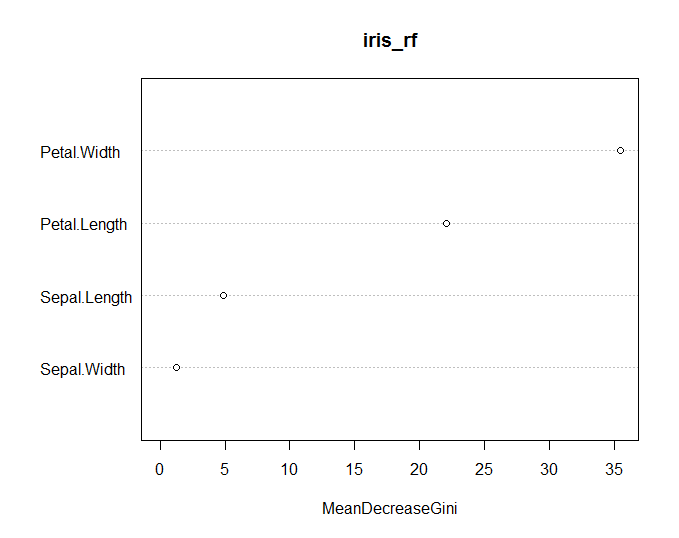 iris_rf
Petal.Width
Petal.Length
Sepal.Length
Sepal.Width
0 5 10 15 20 25 30 35
MeanDecreaseGini